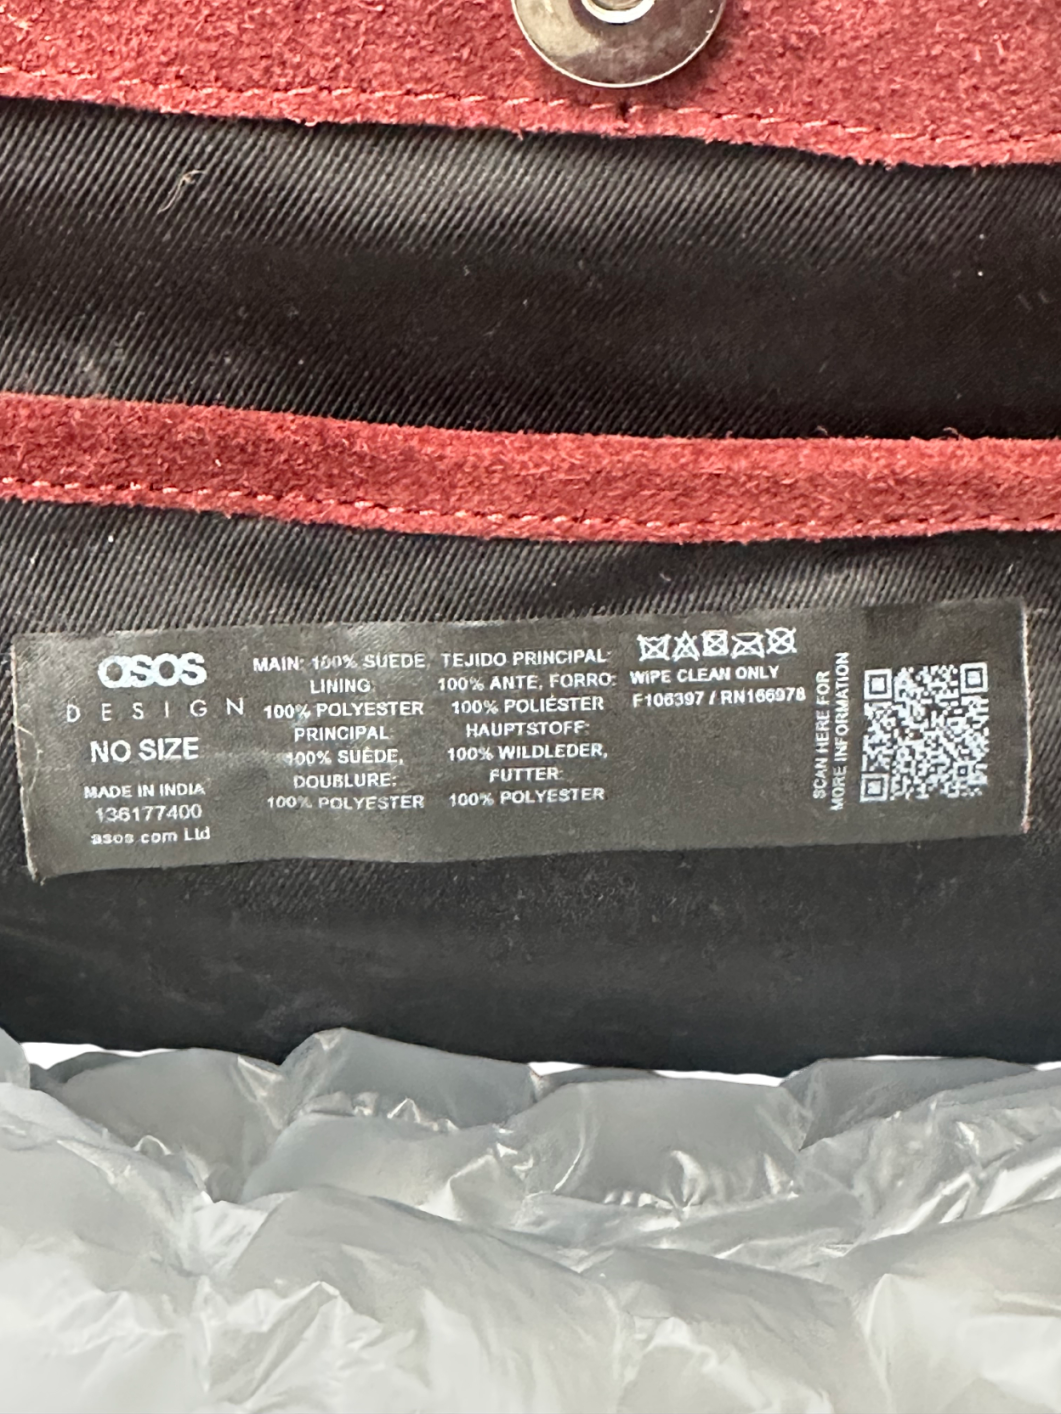 asos
DESIGN
NO SIZE
MADE IN INDIA
136177400
asos.com Ltd
MAIN: 100% SUEDE,
LINING:
100% POLYESTER
PRINCIPAL:
100% SUÈDE,
DOUBLURE:
100% POLYESTER
TEJIDO PRINCIPAL:
100% ANTE, FORRO:
100% POLIÉSTER
HAUPTSTOFF:
100% WILDLEDER,
FUTTER:
100% POLYESTER
WIPE CLEAN ONLY
F106397 / RN166978
SCAN HERE FOR
MORE INFORMATION